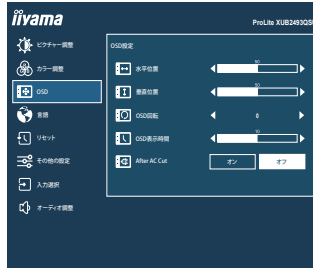 iiyama
ProLite XUB2493QS
ピクチャー調整
カラー調整
OSD
言語
リセット
その他の設定
入力選択
オーディオ調整
OSD設定
水平位置 50
垂直位置 50
OSD回転 0
OSD表示時間 10
After AC Cut オン オフ